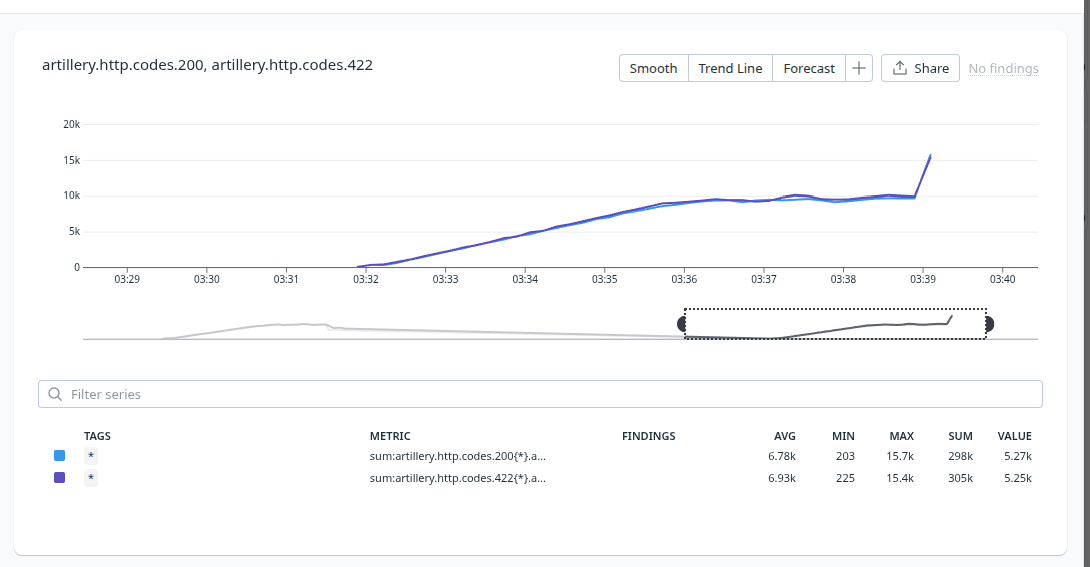 artillery.http.codes.200, artillery.http.codes.422
Smooth Trend Line Forecast + Share No findings
20k
15k
10k
5k
0
03:29 03:30 03:31 03:32 03:33 03:34 03:35 03:36 03:37 03:38 03:39 03:40
Filter series
TAGS METRIC FINDINGS AVG MIN MAX SUM VALUE
* sum:artillery.http.codes.200{*}.a... 6.78k 203 15.7k 298k 5.27k
* sum:artillery.http.codes.422{*}.a... 6.93k 225 15.4k 305k 5.25k